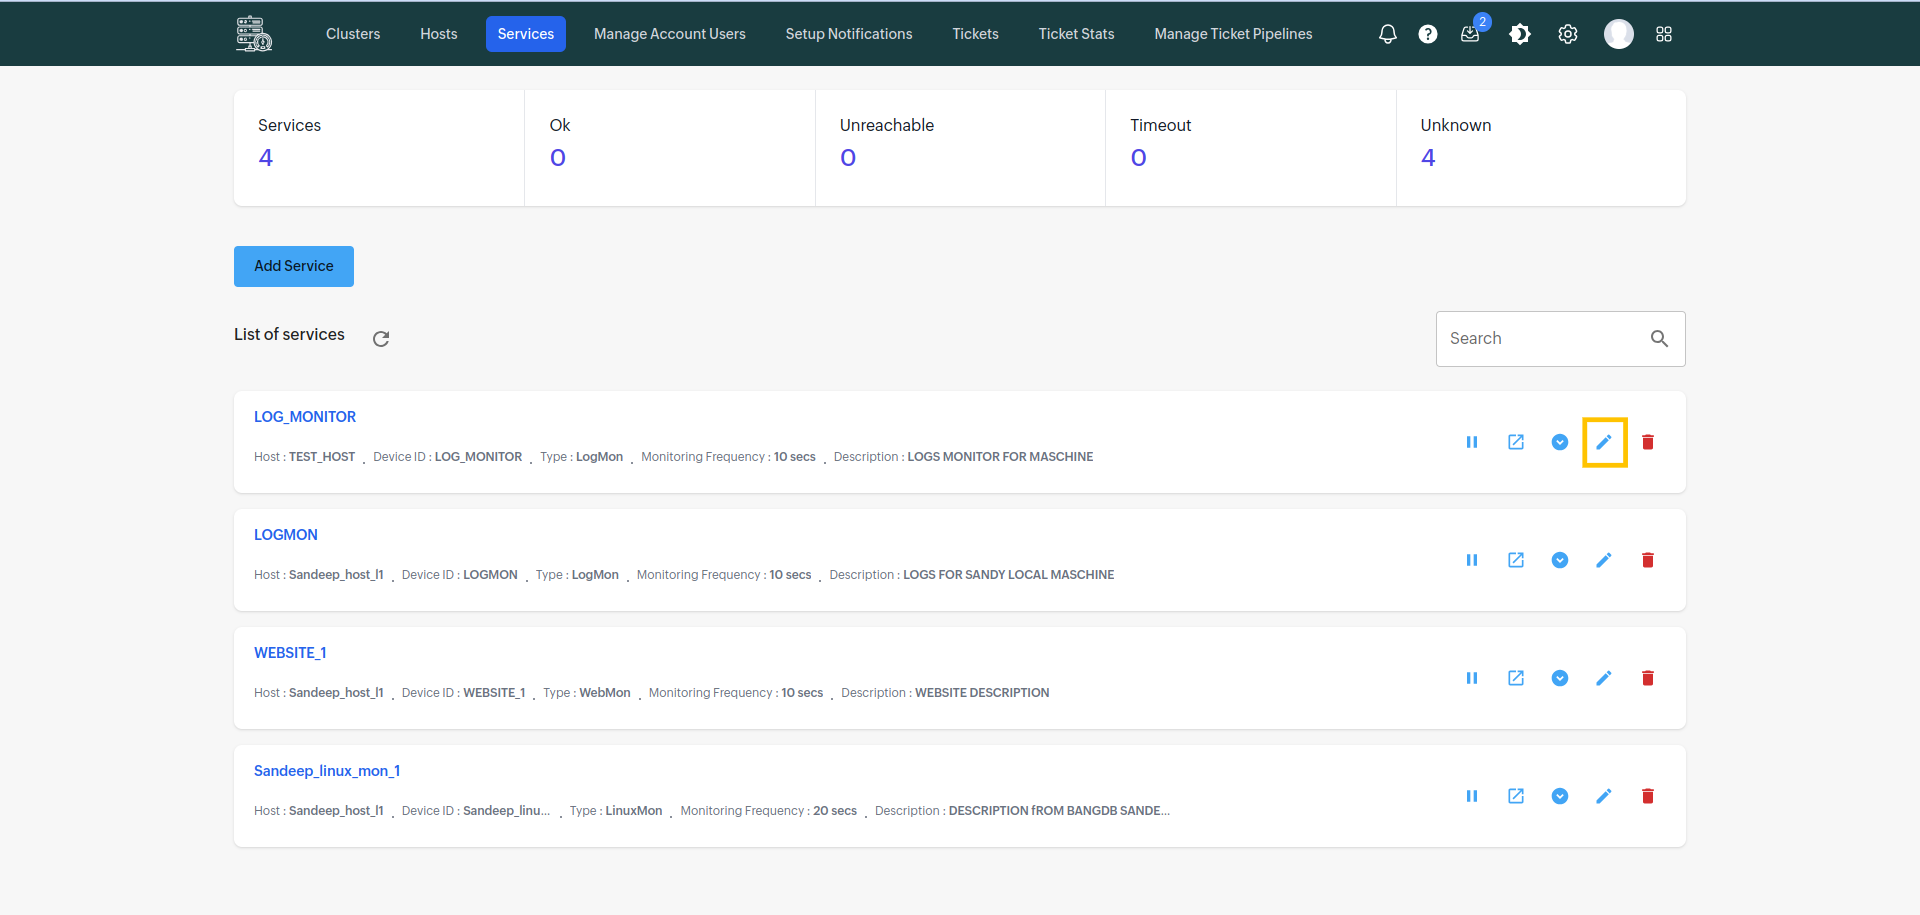 Clusters Hosts Services Manage Account Users Setup Notifications Tickets Ticket Stats Manage Ticket Pipelines ? 2
Services Ok Unreachable Timeout Unknown
4 0 0 0 4
Add Service
List of services
Search
LOG_MONITOR
Host : TEST_HOST . Device ID : LOG_MONITOR . Type : LogMon . Monitoring Frequency : 10 secs . Description : LOGS MONITOR FOR MASCHINE
LOGMON
Host : Sandeep_host_l1 . Device ID : LOGMON . Type : LogMon . Monitoring Frequency : 10 secs . Description : LOGS FOR SANDY LOCAL MASCHINE
WEBSITE_1
Host : Sandeep_host_l1 . Device ID : WEBSITE_1 . Type : WebMon . Monitoring Frequency : 10 secs . Description : WEBSITE DESCRIPTION
Sandeep_linux_mon_1
Host : Sandeep_host_l1 . Device ID : Sandeep_linu... . Type : LinuxMon . Monitoring Frequency : 20 secs . Description : DESCRIPTION fROM BANGDB SANDE...